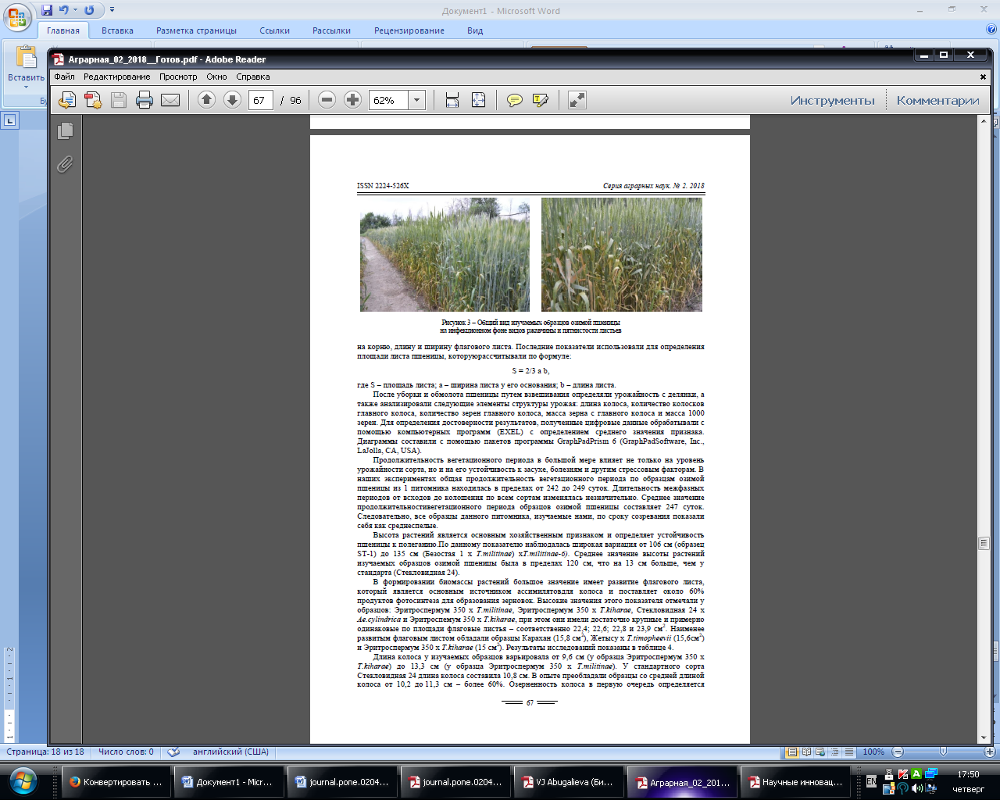 Документ1 - Microsoft Word
Главная Вставка Разметка страницы Ссылки Рассылки Рецензирование Вид
Вставить
Аграрная_02_2018__Готов.pdf - Adobe Reader
Файл Редактирование Просмотр Окно Справка
67 / 96 62% Инструменты Комментарии
ISSN 2224-526X Серия аграрных наук. № 2. 2018
Рисунок 3 – Общий вид изучаемых образцов озимой пшеницы
на инфекционном фоне видов ржавчины и пятнистости листьев
на корню, длину и ширину флагового листа. Последние показатели использовали для определения
площади листа пшеницы, которуюрассчитывали по формуле:
S = 2/3 a b,
где S – площадь листа; a – ширина листа у его основания; b – длина листа.
После уборки и обмолота пшеницы путем взвешивания определяли урожайность с делянки, а
также анализировали следующие элементы структуры урожая: длина колоса, количество колосков
главного колоса, количество зерен главного колоса, масса зерна с главного колоса и масса 1000
зерен. Для определения достоверности результатов, полученные цифровые данные обрабатывали с
помощью компьютерных программ (EXEL) с определением среднего значения признака.
Диаграммы составили с помощью пакетов программы GraphPadPrism 6 (GraphPadSoftware, Inc.,
LaJolla, CA, USA).
Продолжительность вегетационного периода в большой мере влияет не только на уровень
урожайности сорта, но и на его устойчивость к засухе, болезням и другим стрессовым факторам. В
наших экспериментах общая продолжительность вегетационного периода по образцам озимой
пшеницы из 1 питомника находилась в пределах от 242 до 249 суток. Длительность межфазных
периодов от всходов до колошения по всем сортам изменялась незначительно. Среднее значение
продолжительностивегетационного периода образцов озимой пшеницы составляет 247 суток.
Следовательно, все образцы данного питомника, изучаемые нами, по сроку созревания показали
себя как среднеспелые.
Высота растений является основным хозяйственным признаком и определяет устойчивость
пшеницы к полеганию.По данному показателю наблюдалась широкая вариация от 106 см (образец
ST-1) до 135 см (Безостая 1 x T.militinae) xT.militinae-6). Среднее значение высоты растений
изучаемых образцов озимой пшеницы была в пределах 120 см, что на 13 см больше, чем у
стандарта (Стекловидная 24).
В формировании биомассы растений большое значение имеет развитие флагового листа,
который является основным источником ассимилятовдля колоса и поставляет около 60%
продуктов фотосинтеза для образования зерновок. Высокие значения этого показателя отмечали у
образцов: Эритроспермум 350 x T.militinae, Эритроспермум 350 x T.kiharae, Стекловидная 24 x
Ae.cylindrica и Эритроспемум 350 x T.kiharae, при этом они имели достаточно крупные и примерно
одинаковые по площади флаговые листья – соответственно 22,4; 22,6; 22,8 и 23,9 см2. Наименее
развитым флаговым листом обладали образцы Карахан (15,8 см2), Жетысу x T.timopheevii (15,6см2)
и Эритроспермум 350 x T.kiharae (15 см2). Результаты исследований показаны в таблице 4.
Длина колоса у изучаемых образцов варьировала от 9,6 см (у образца Эритроспермум 350 x
T.kiharae) до 13,3 см (у образца Эритроспермум 350 x T.militinae). У стандартного сорта
Стекловидная 24 длина колоса составила 10,8 см. В опыте преобладали образцы со средней длиной
колоса от 10,2 до 11,3 см – более 60%. Озерненность колоса в первую очередь определяется
67
Страница: 18 из 18 Число слов: 0 английский (США) 100%
Конвертировать ... Документ1 - Micr... journal.pone.0204... journal.pone.0204... VJ Abugalieva (Би... Аграрная_02_201... Научные инновац... EN 17:50
четверг